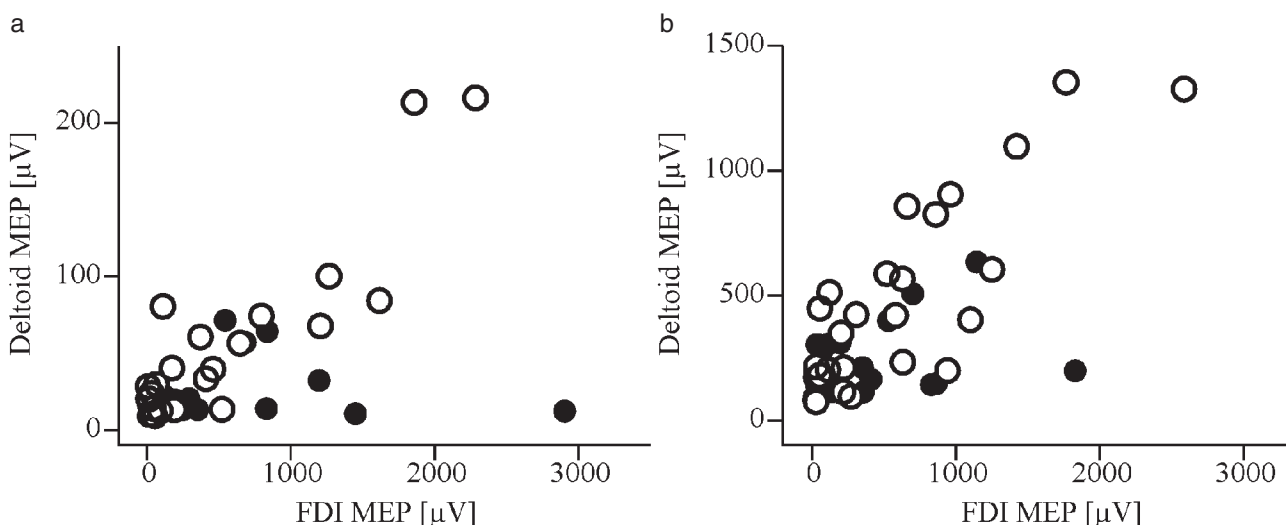 a
200
100
0
Deltoid MEP [μV]
0 1000 2000 3000
FDI MEP [μV]
b
1500
1000
500
0
Deltoid MEP [μV]
0 1000 2000 3000
FDI MEP [μV]